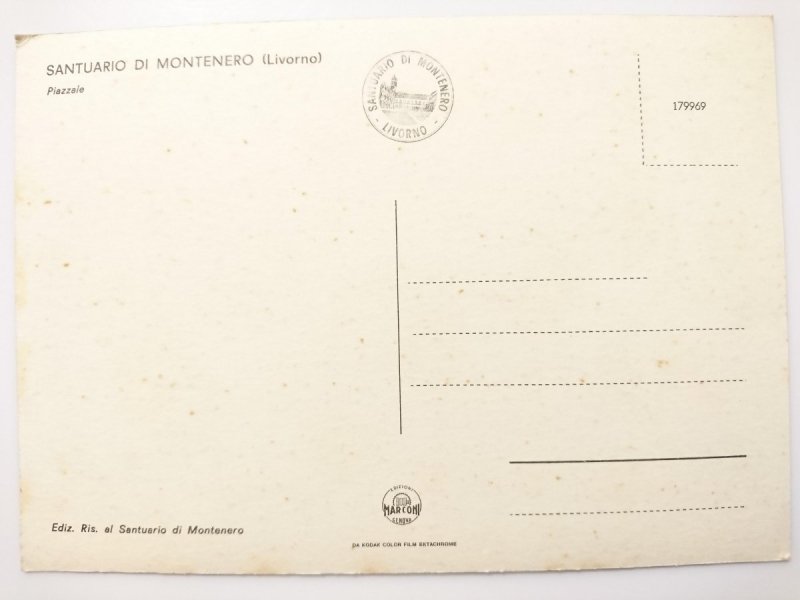 SANTUARIO DI MONTENERO (Livorno)
Piazzale
SANTUARIO DI MONTENERO
- LIVORNO -
179969
EDIZIONI
MARCONI
GENOVA
Ediz. Ris. al Santuario di Montenero
DA KODAK COLOR FILM EKTACHROME